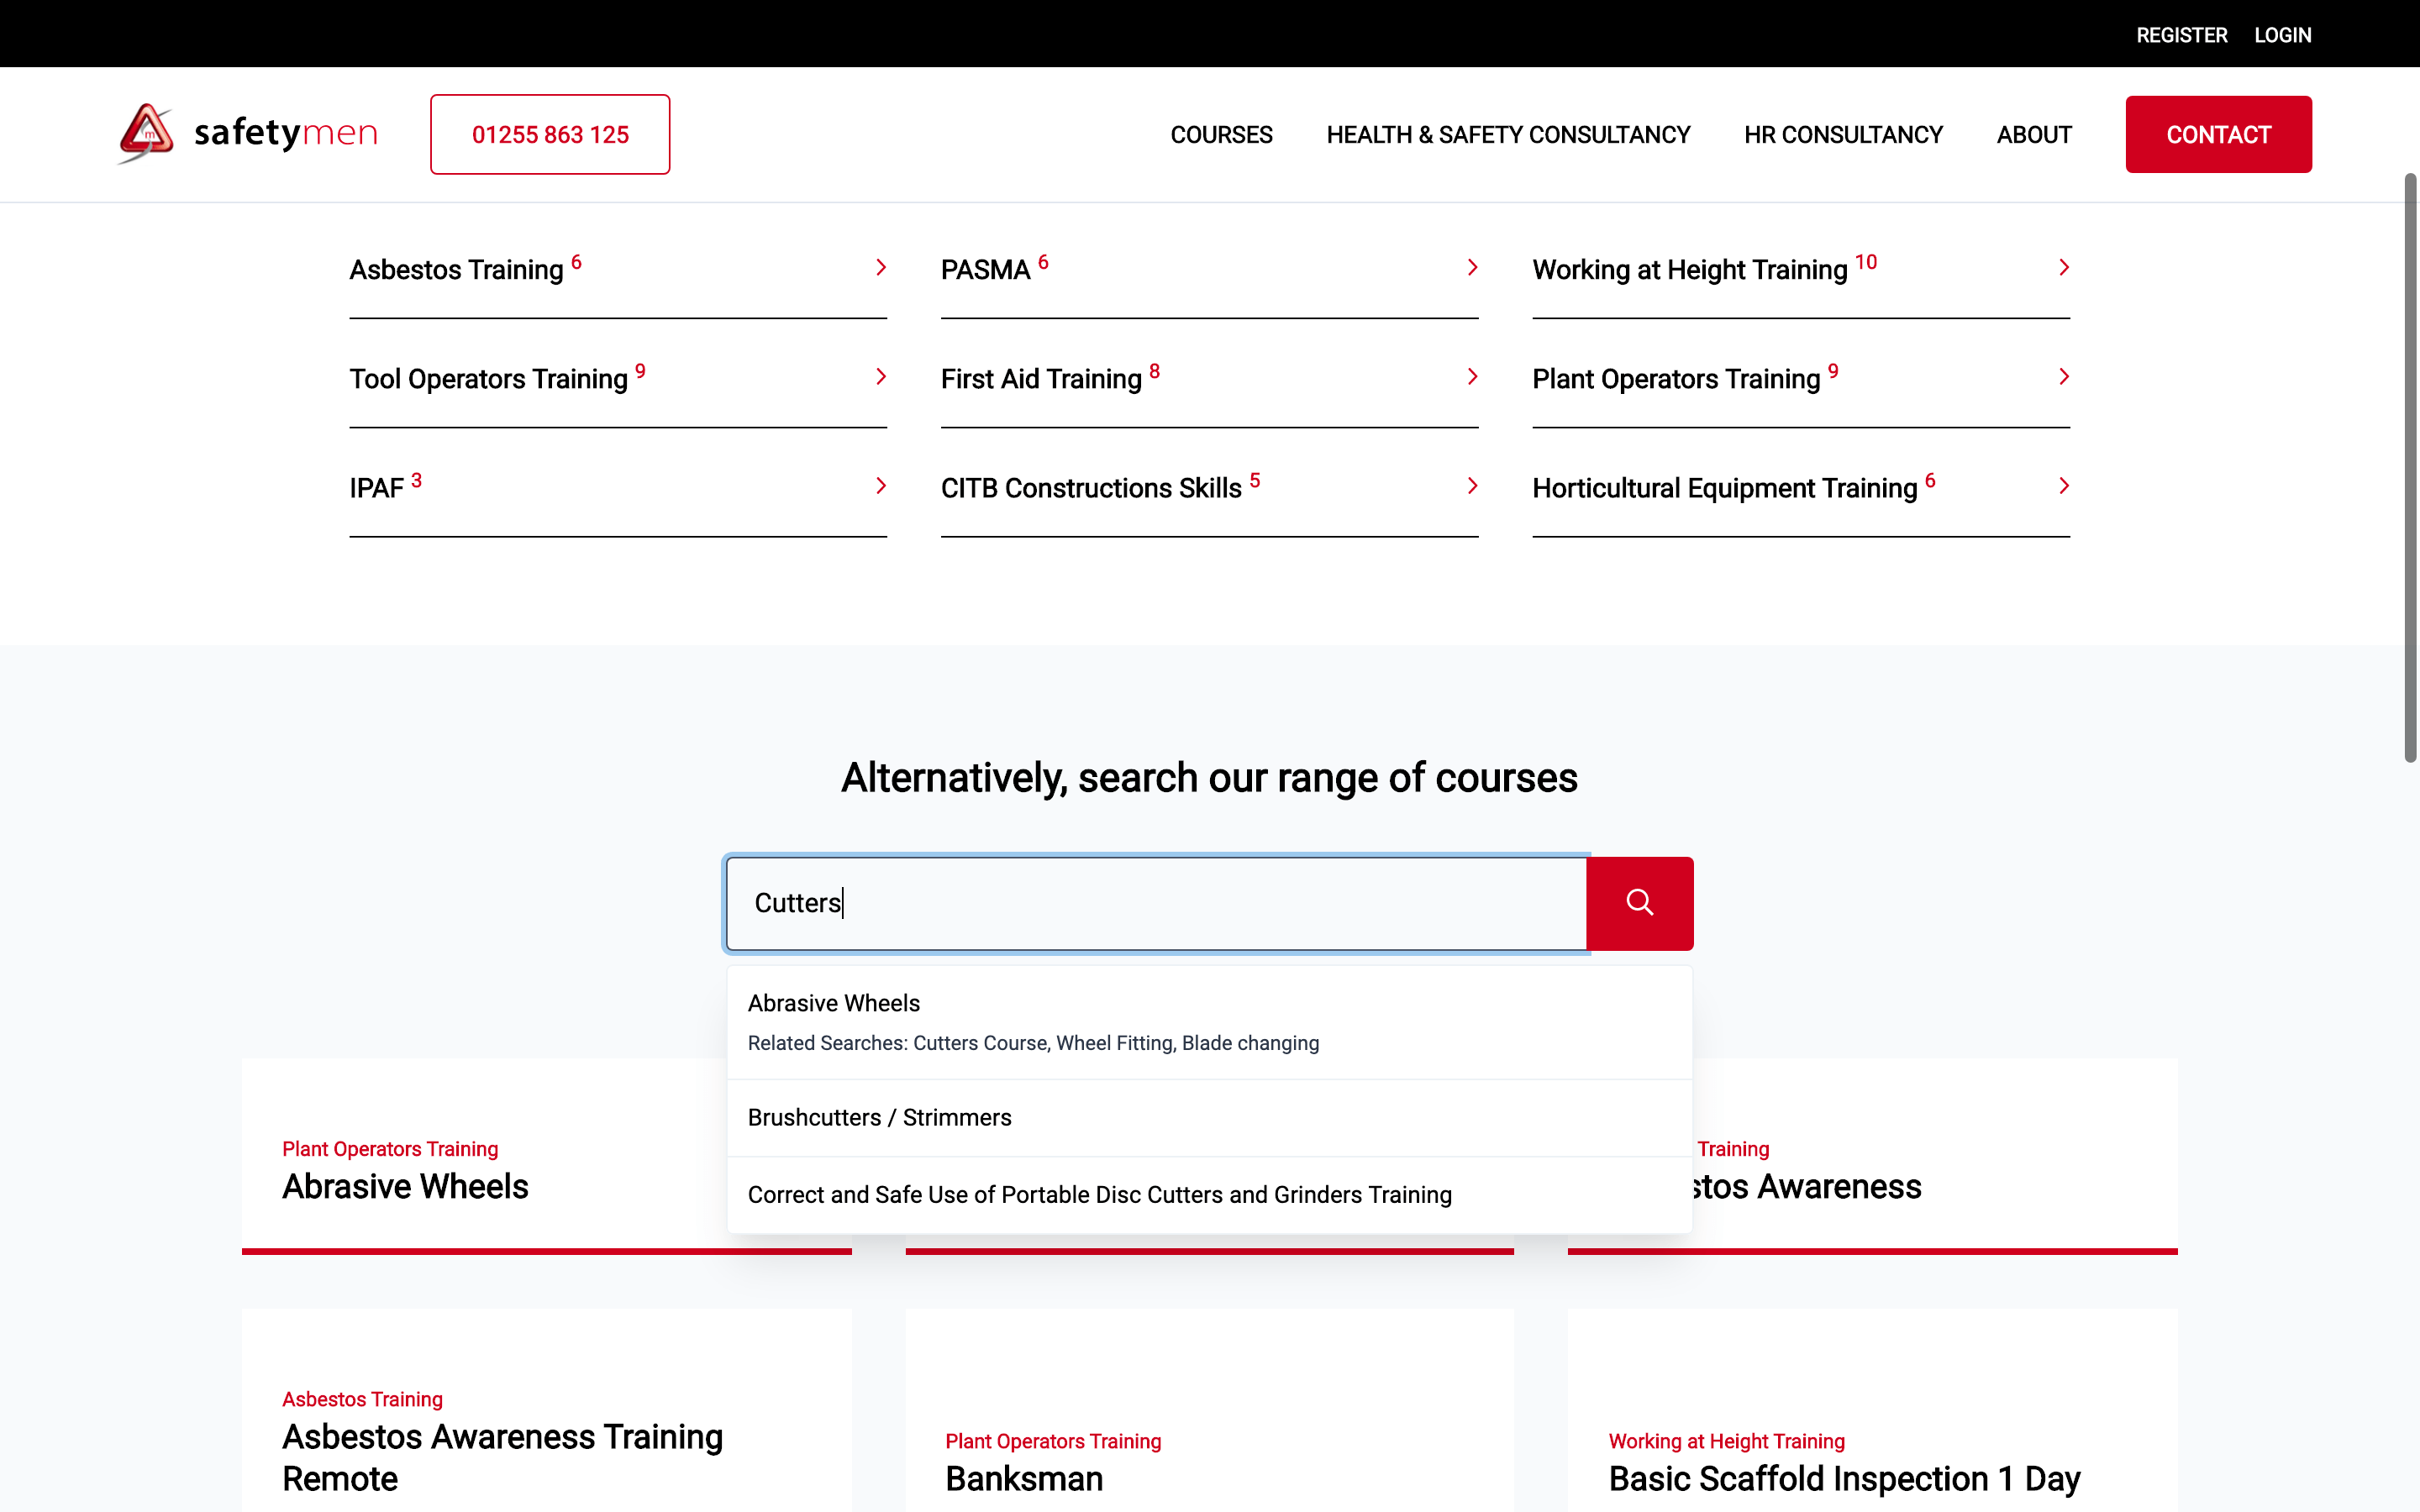 REGISTER LOGIN
safetymen 01255 863 125 COURSES HEALTH & SAFETY CONSULTANCY HR CONSULTANCY ABOUT CONTACT
Asbestos Training 6 PASMA 6 Working at Height Training 10
Tool Operators Training 9 First Aid Training 8 Plant Operators Training 9
IPAF 3 CITB Constructions Skills 5 Horticultural Equipment Training 6
Alternatively, search our range of courses
Cutters
Abrasive Wheels
Related Searches: Cutters Course, Wheel Fitting, Blade changing
Brushcutters / Strimmers
Correct and Safe Use of Portable Disc Cutters and Grinders Training
Plant Operators Training
Abrasive Wheels
Training
stos Awareness
Asbestos Training
Asbestos Awareness Training
Remote
Plant Operators Training
Banksman
Working at Height Training
Basic Scaffold Inspection 1 Day